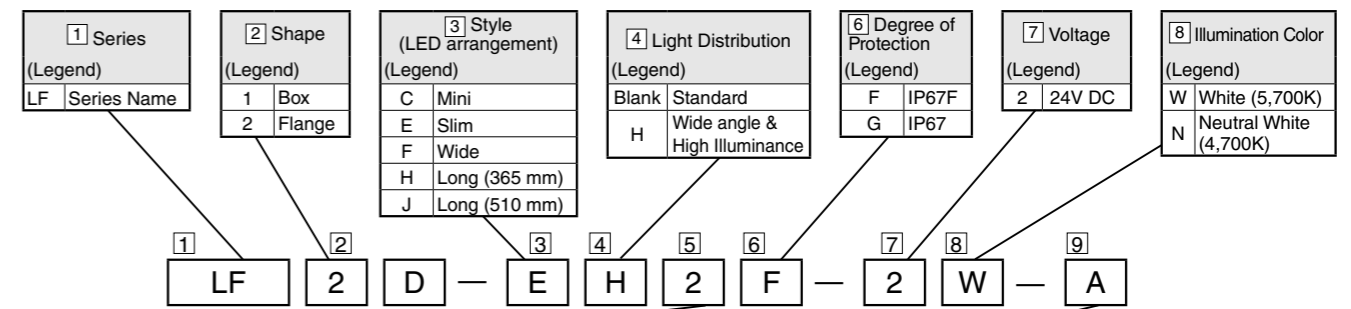 1 Series
(Legend)
LF Series Name
2 Shape
(Legend)
1 Box
2 Flange
3 Style
(LED arrangement)
(Legend)
C Mini
E Slim
F Wide
H Long (365 mm)
J Long (510 mm)
4 Light Distribution
(Legend)
Blank Standard
H Wide angle &
High Illuminance
6 Degree of
Protection
(Legend)
F IP67F
G IP67
7 Voltage
(Legend)
2 24V DC
8 Illumination Color
(Legend)
W White (5,700K)
N Neutral White
(4,700K)
1 2 3 4 5 6 7 8 9
LF 2 D — E H 2 F — 2 W — A